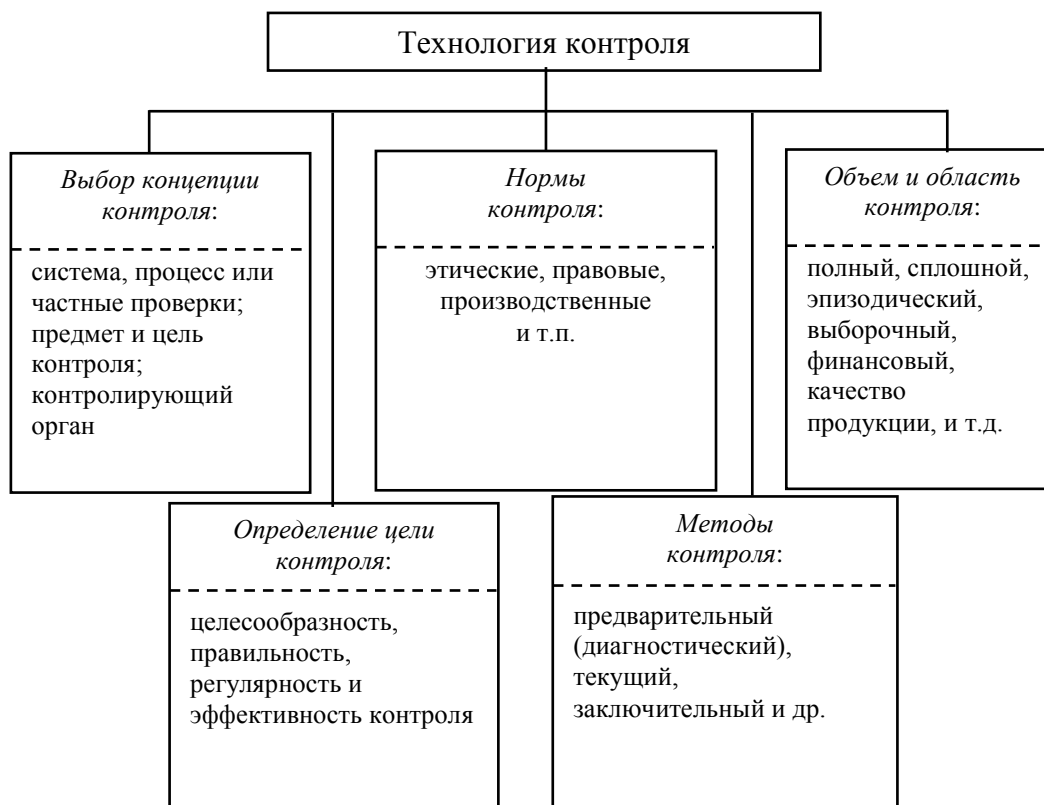 Технология контроля
Выбор концепции
контроля:
система, процесс или
частные проверки;
предмет и цель
контроля;
контролирующий
орган
Нормы
контроля:
этические, правовые,
производственные
и т.п.
Объем и область
контроля:
полный, сплошной,
эпизодический,
выборочный,
финансовый,
качество
продукции, и т.д.
Определение цели
контроля:
целесообразность,
правильность,
регулярность и
эффективность контроля
Методы
контроля:
предварительный
(диагностический),
текущий,
заключительный и др.